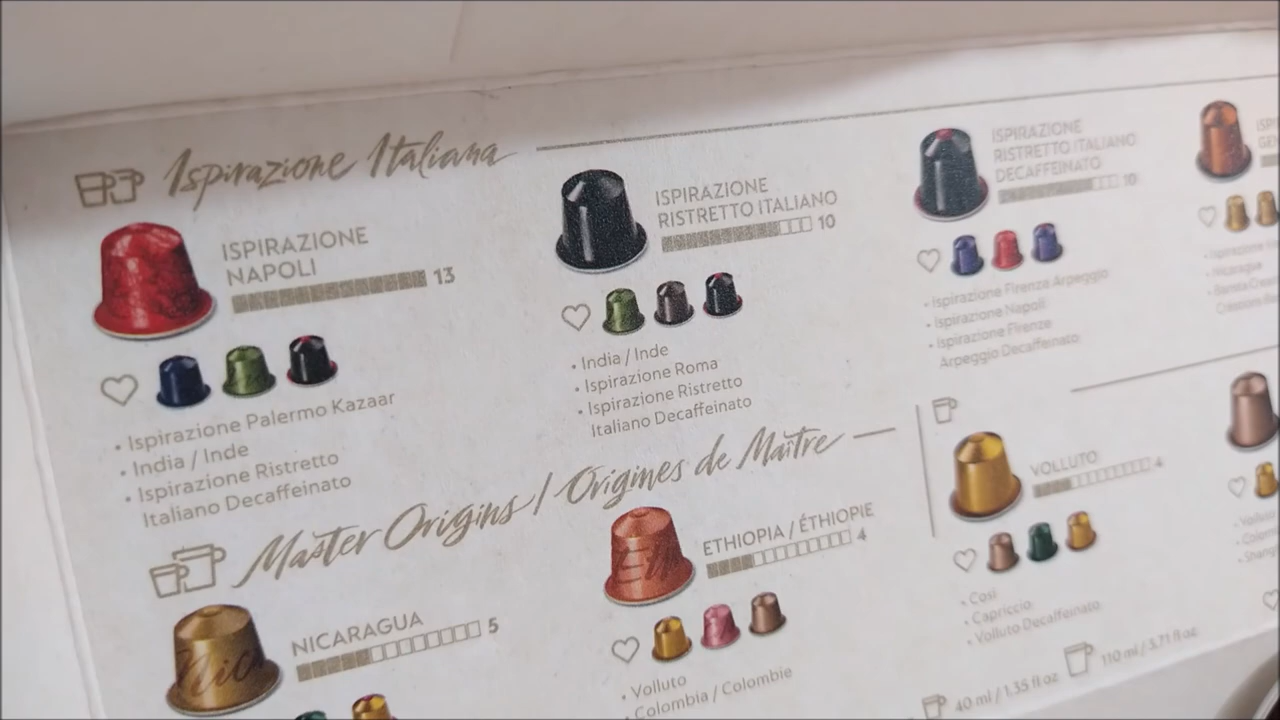 Ispirazione Italiana
ISPIRAZIONE
NAPOLI
13
• Ispirazione Palermo Kazaar
• India / Inde
• Ispirazione Ristretto
Italiano Decaffeinato
ISPIRAZIONE
RISTRETTO ITALIANO
10
• India / Inde
• Ispirazione Roma
• Ispirazione Ristretto
Italiano Decaffeinato
ISPIRAZIONE
RISTRETTO ITALIANO
DECAFFEINATO
10
• Ispirazione Firenze Arpeggio
• Ispirazione Napoli
• Ispirazione Firenze
Arpeggio Decaffeinato
• Nicaragua
Master Origins / Origines de Maître
NICARAGUA
5
Nica
ETHIOPIA / ÉTHIOPIE
4
• Volluto
• Colombia / Colombie
VOLLUTO
4
• Cosi
• Capriccio
• Volluto Decaffeinato
40 ml / 1.35 fl oz
110 ml / 3.71 fl oz